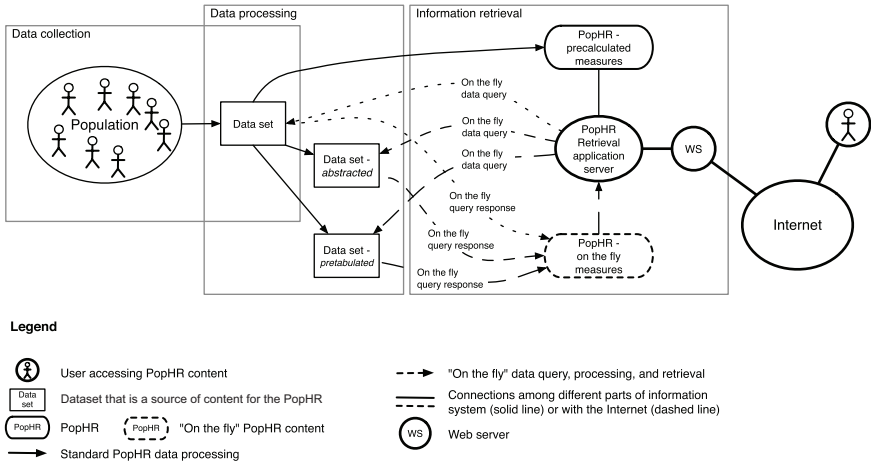 Data collection
Data processing
Information retrieval
Population
Data set
Data set -
abstracted
Data set -
pretabulated
PopHR -
precalculated
measures
On the fly
data query
On the fly
data query
On the fly
data query
On the fly
query response
On the fly
query response
On the fly
query response
PopHR
Retrieval
application
server
PopHR -
on the fly
measures
WS
Internet
Legend
User accessing PopHR content
Data
set
Dataset that is a source of content for the PopHR
PopHR
PopHR
PopHR
"On the fly" PopHR content
Standard PopHR data processing
"On the fly" data query, processing, and retrieval
Connections among different parts of information
system (solid line) or with the Internet (dashed line)
WS
Web server